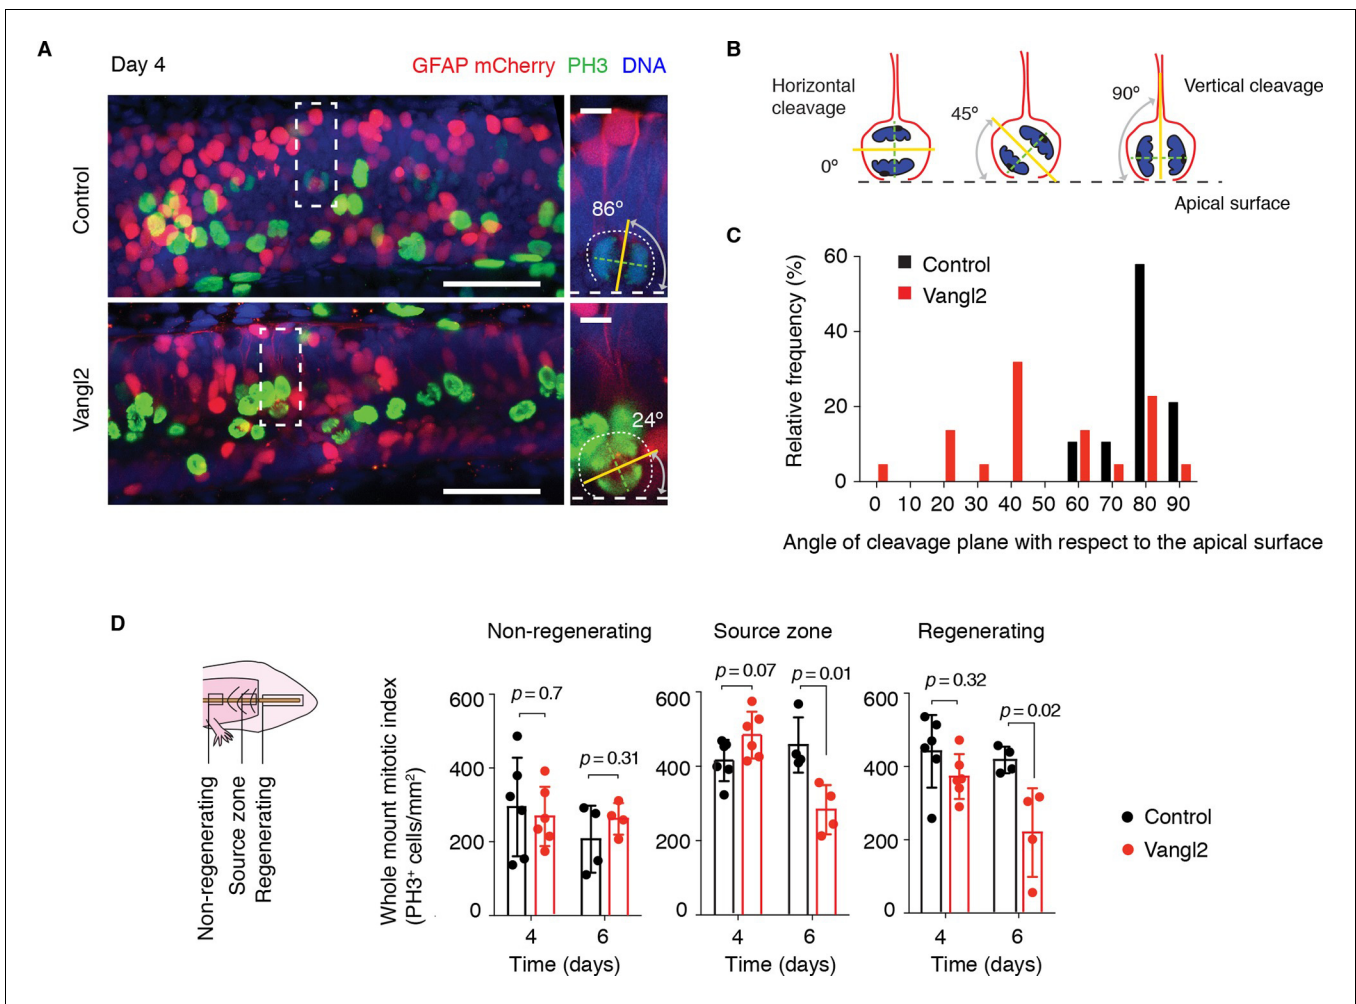 A
Day 4
GFAP mCherry PH3 DNA
Control
86º
Vangl2
24º
B
Horizontal
cleavage
0º
45º
90º
Vertical cleavage
Apical surface
C
Relative frequency (%)
60
40
20
0
Control
Vangl2
0 10 20 30 40 50 60 70 80 90
Angle of cleavage plane with respect to the apical surface
D
Non-regenerating
Source zone
Regenerating
Whole mount mitotic index
(PH3⁺ cells/mm²)
Non-regenerating
600
400
200
0
p = 0.7
p = 0.31
4 6
Time (days)
Source zone
600
400
200
0
p = 0.07
p = 0.01
4 6
Time (days)
Regenerating
600
400
200
0
p = 0.32
p = 0.02
4 6
Time (days)
Control
Vangl2